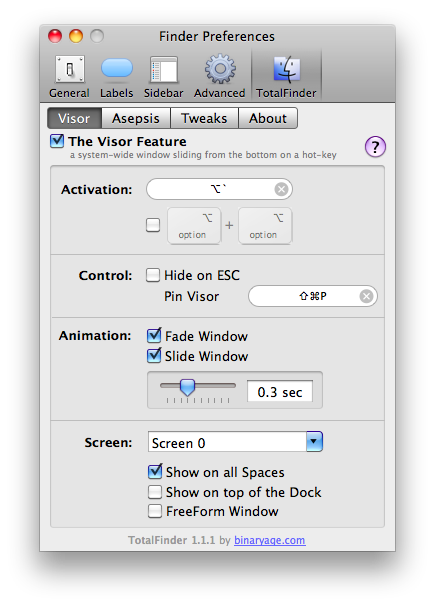 Finder Preferences
General Labels Sidebar Advanced TotalFinder
Visor Asepsis Tweaks About
The Visor Feature
a system-wide window sliding from the bottom on a hot-key
?
Activation: ⌥`
⌥ + ⌥
option option
Control: Hide on ESC
Pin Visor ⇧⌘P
Animation: Fade Window
Slide Window
0.3 sec
Screen: Screen 0
Show on all Spaces
Show on top of the Dock
FreeForm Window
TotalFinder 1.1.1 by binaryage.com